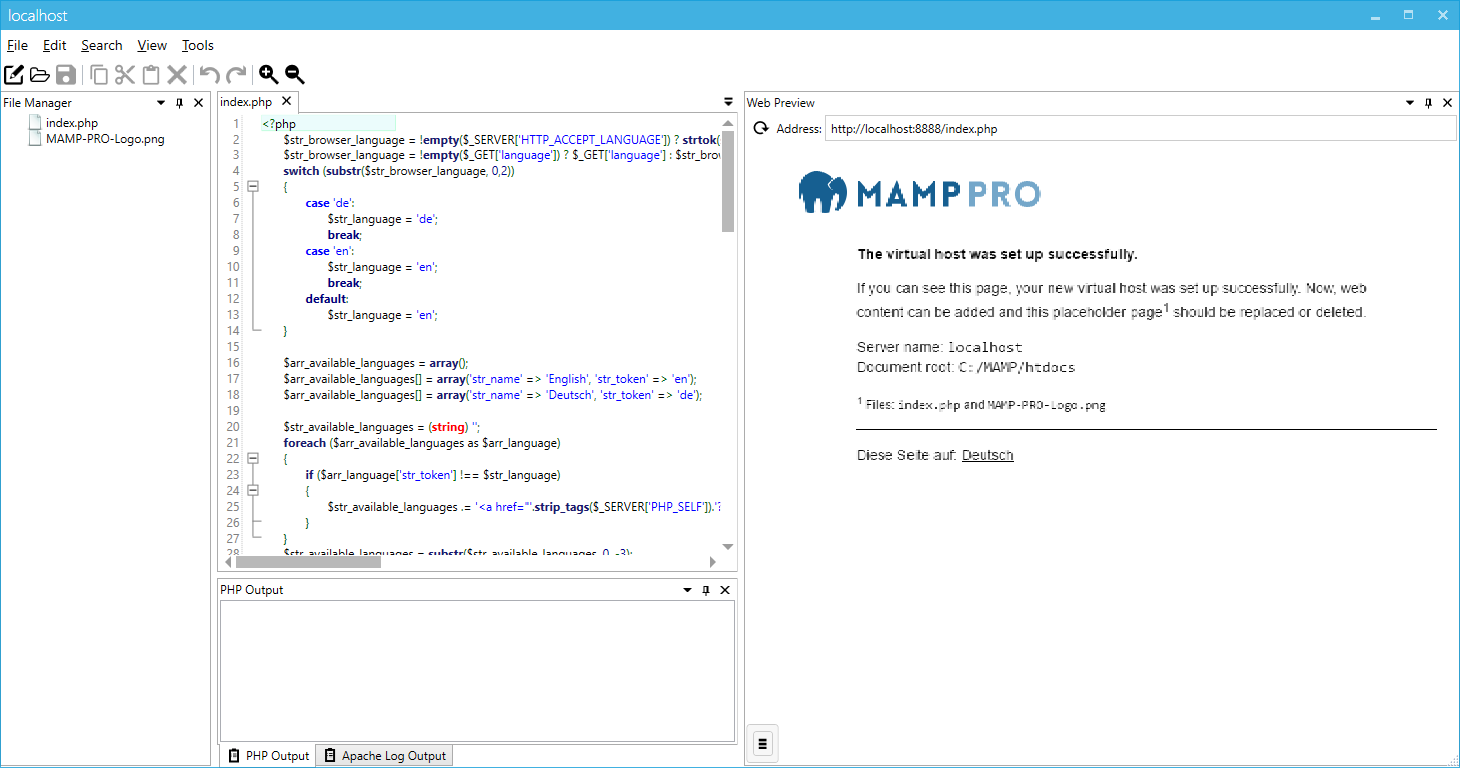 localhost
File Edit Search View Tools
File Manager
index.php
MAMP-PRO-Logo.png
index.php
1 <?php
2 $str_browser_language = !empty($_SERVER['HTTP_ACCEPT_LANGUAGE']) ? strtok(
3 $str_browser_language = !empty($_GET['language']) ? $_GET['language'] : $str_brow
4 switch (substr($str_browser_language, 0,2))
5 {
6 case 'de':
7 $str_language = 'de';
8 break;
9 case 'en':
10 $str_language = 'en';
11 break;
12 default:
13 $str_language = 'en';
14 }
15
16 $arr_available_languages = array();
17 $arr_available_languages[] = array('str_name' => 'English', 'str_token' => 'en');
18 $arr_available_languages[] = array('str_name' => 'Deutsch', 'str_token' => 'de');
19
20 $str_available_languages = (string) '';
21 foreach ($arr_available_languages as $arr_language)
22 {
23 if ($arr_language['str_token'] !== $str_language)
24 {
25 $str_available_languages .= '<a href="'.strip_tags($_SERVER['PHP_SELF']).'?
26 }
27 }
28 $str_available_languages = substr($str_available_languages, 0, -3);
PHP Output
PHP Output
Apache Log Output
Web Preview
Address: http://localhost:8888/index.php
MAMP PRO
The virtual host was set up successfully.
If you can see this page, your new virtual host was set up successfully. Now, web
content can be added and this placeholder page1 should be replaced or deleted.
Server name: localhost
Document root: C:/MAMP/htdocs
1 Files: index.php and MAMP-PRO-Logo.png
Diese Seite auf: Deutsch